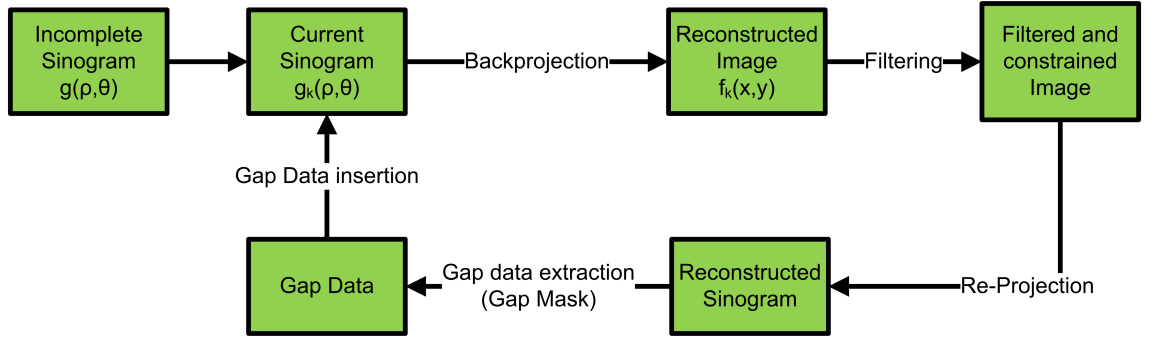 Incomplete
Sinogram
g(ρ,θ)
Current
Sinogram
gₖ(ρ,θ)
Backprojection
Reconstructed
Image
fₖ(x,y)
Filtering
Filtered and
constrained
Image
Gap Data insertion
Gap Data
Gap data extraction
(Gap Mask)
Reconstructed
Sinogram
Re-Projection